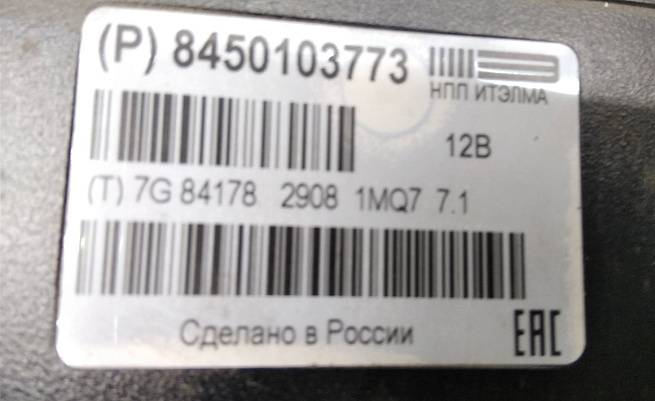 (P) 8450103773
НПП ИТЭЛМА
12В
(T) 7G 84178 2908 1MQ7 7.1
Сделано в России
EAC